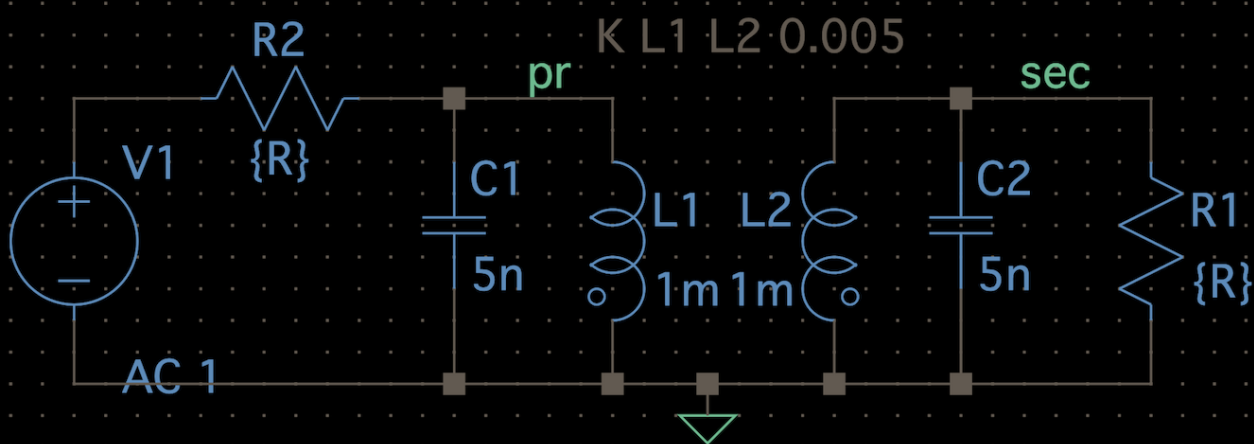 R2
K L1 L2 0.005
pr
sec
V1
{R}
C1
C2
L1
L2
R1
5n
1m
1m
5n
{R}
AC 1